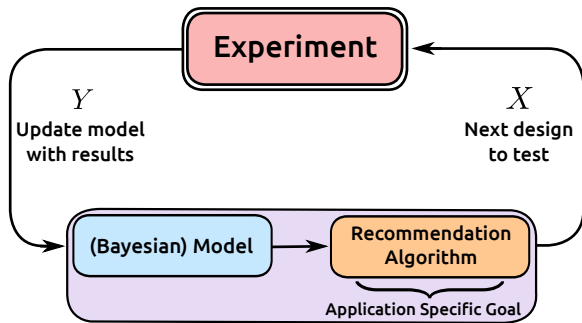 Experiment
Y
Update model
with results
X
Next design
to test
(Bayesian) Model
Recommendation
Algorithm
Application Specific Goal